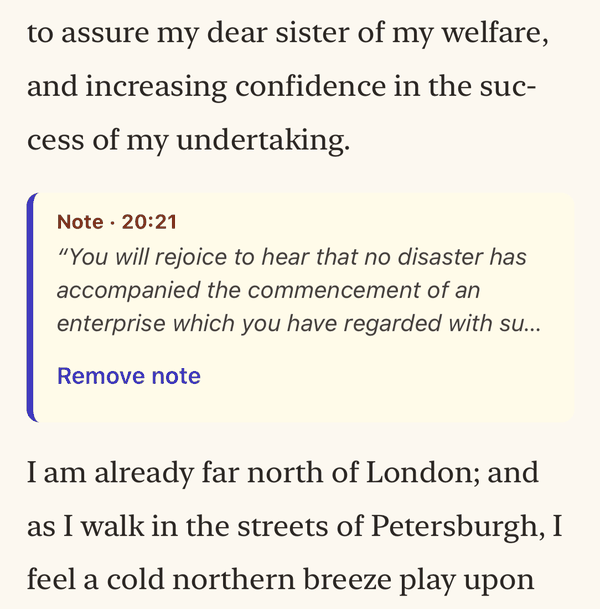 to assure my dear sister of my welfare,
and increasing confidence in the suc-
cess of my undertaking.
Note · 20:21
“You will rejoice to hear that no disaster has
accompanied the commencement of an
enterprise which you have regarded with su...
Remove note
I am already far north of London; and
as I walk in the streets of Petersburgh, I
feel a cold northern breeze play upon